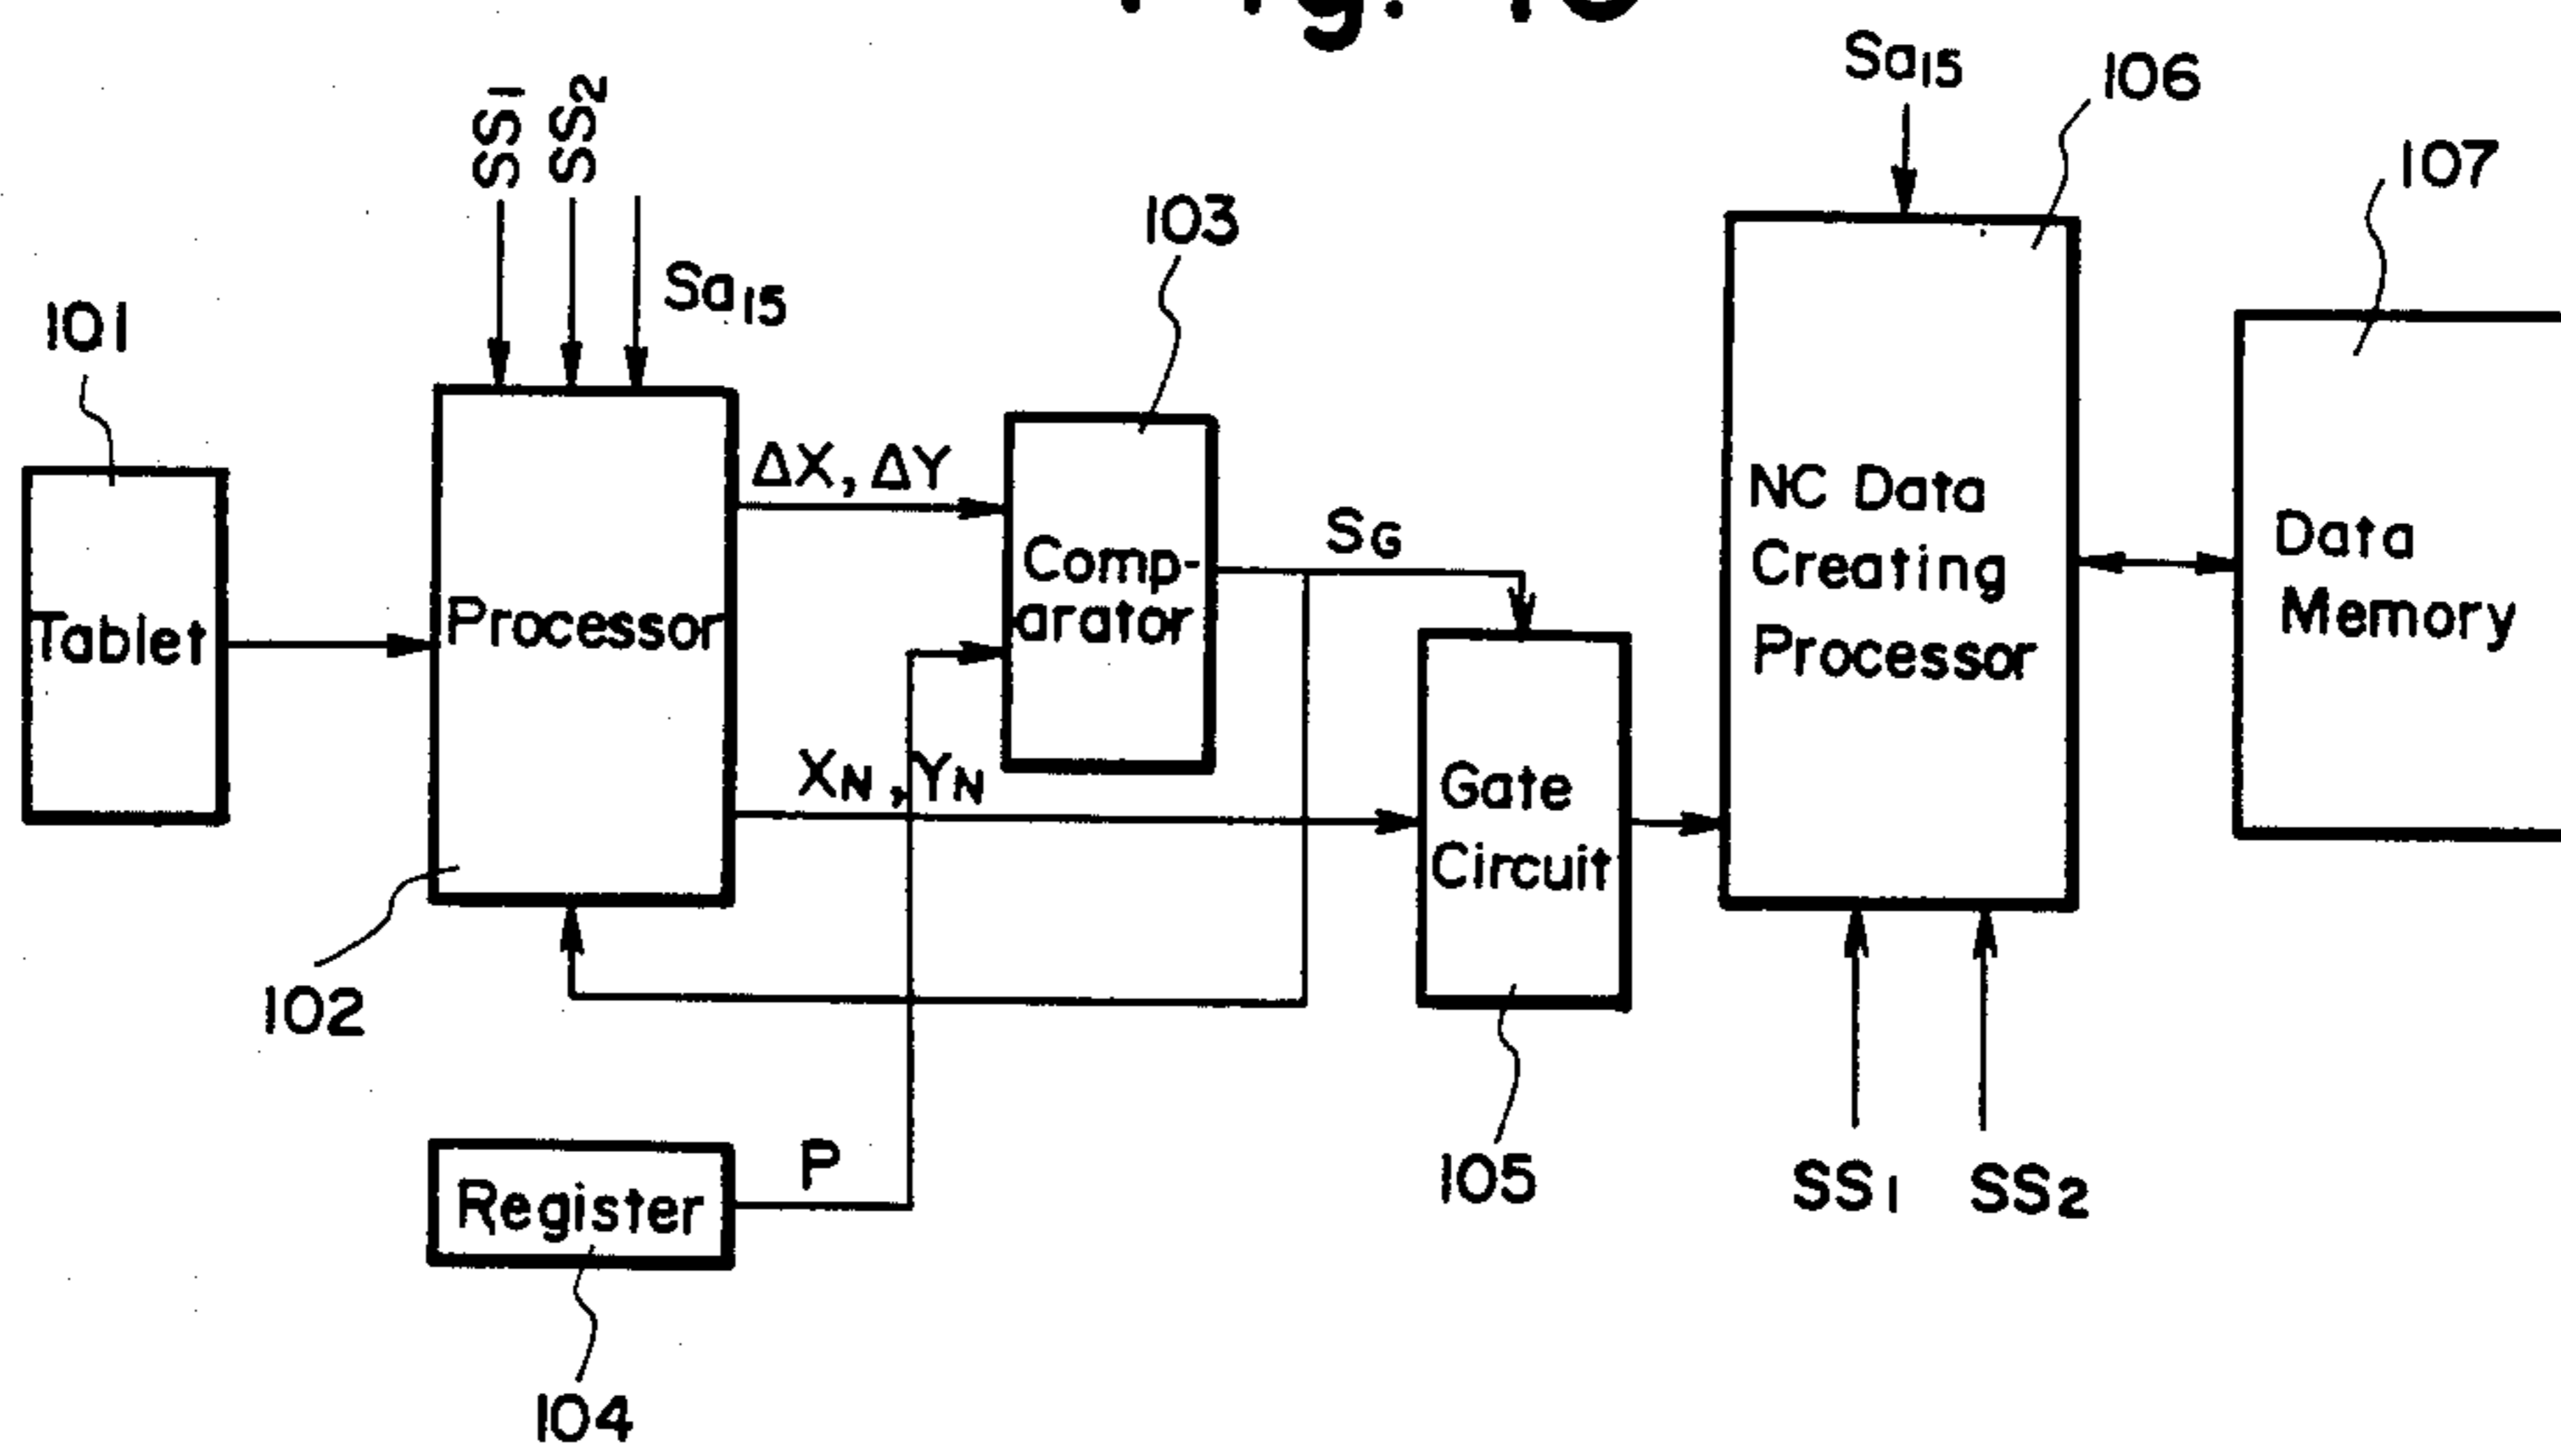 SS1
SS2
Sa15
106
107
103
Sa15
101
ΔX, ΔY
SG
NC Data
Creating
Processor
Comp-
arator
Data
Memory
Tablet
Processor
XN, YN
Gate
Circuit
102
P
105
SS1
SS2
Register
104